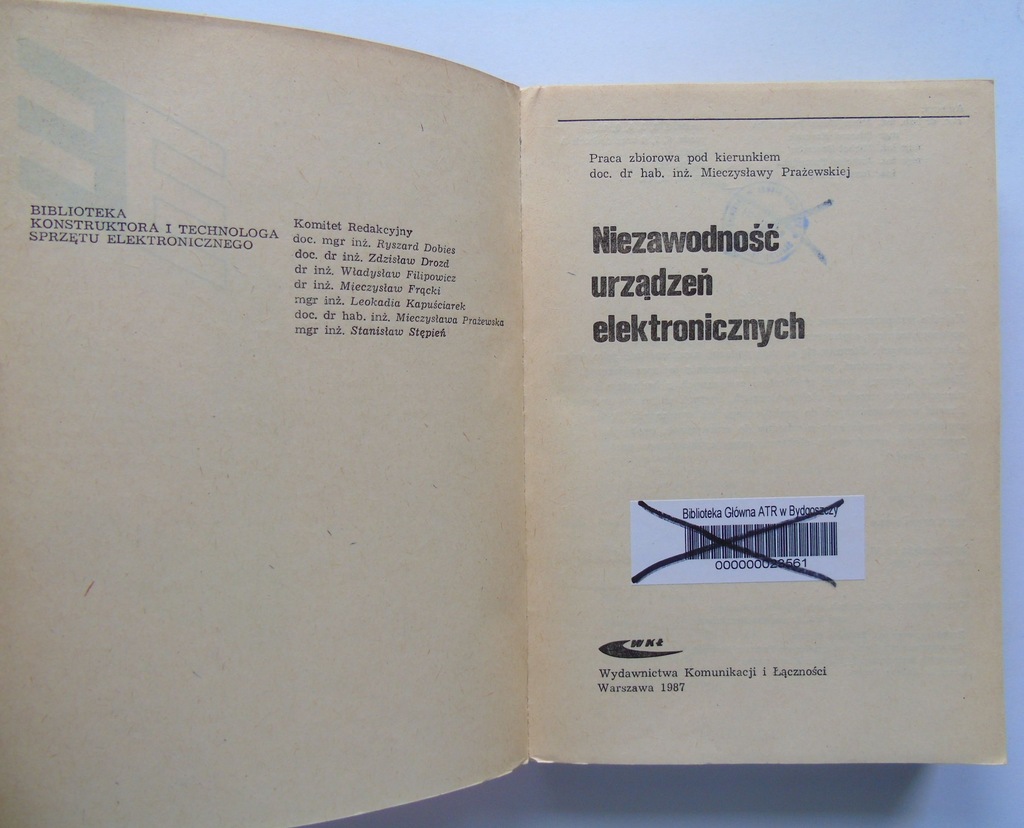 BIBLIOTEKA
KONSTRUKTORA I TECHNOLOGA
SPRZĘTU ELEKTRONICZNEGO
Komitet Redakcyjny
doc. mgr inż. Ryszard Dobies
doc. dr inż. Zdzisław Drozd
dr inż. Władysław Filipowicz
dr inż. Mieczysław Frącki
mgr inż. Leokadia Kapuściarek
doc. dr hab. inż. Mieczysława Prażewska
mgr inż. Stanisław Stępień
Praca zbiorowa pod kierunkiem
doc. dr hab. inż. Mieczysławy Prażewskiej
Niezawodność
urządzeń
elektronicznych
Biblioteka Główna ATR w Bydgoszczy
000000023561
WKŁ
Wydawnictwa Komunikacji i Łączności
Warszawa 1987